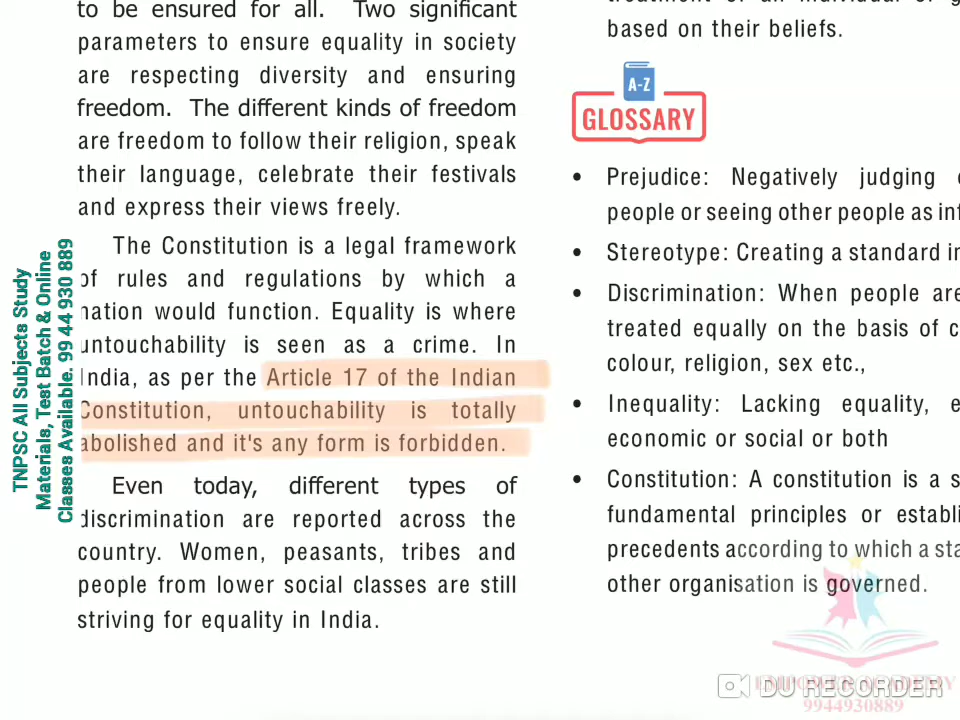 to be ensured for all. Two significant
parameters to ensure equality in society
are respecting diversity and ensuring
freedom. The different kinds of freedom
are freedom to follow their religion, speak
their language, celebrate their festivals
and express their views freely.
The Constitution is a legal framework
of rules and regulations by which a
nation would function. Equality is where
untouchability is seen as a crime. In
India, as per the Article 17 of the Indian
Constitution, untouchability is totally
abolished and it's any form is forbidden.
Even today, different types of
discrimination are reported across the
country. Women, peasants, tribes and
people from lower social classes are still
striving for equality in India.
TNPSC All Subjects Study
Materials, Test Batch & Online
Classes Available. 99 44 930 889
based on their beliefs.
A-Z
GLOSSARY
• Prejudice: Negatively judging
people or seeing other people as
• Stereotype: Creating a standard
• Discrimination: When people are
treated equally on the basis of
colour, religion, sex etc.,
• Inequality: Lacking equality,
economic or social or both
• Constitution: A constitution is a
fundamental principles or
precedents according to which a
other organisation is governed.
DU RECORDER
9944930889